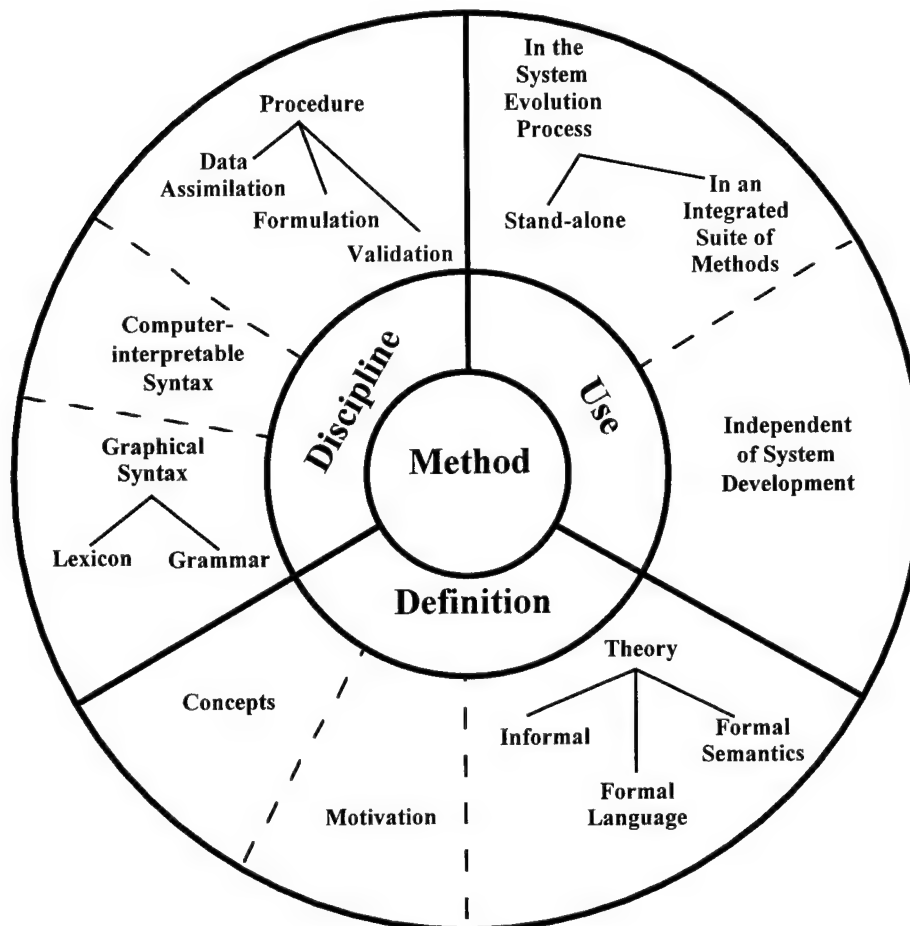 Procedure
Data
Assimilation
Formulation
Validation
In the
System
Evolution
Process
Stand-alone
In an
Integrated
Suite of
Methods
Computer-
interpretable
Syntax
Graphical
Syntax
Lexicon
Grammar
Discipline
Method
Use
Independent
of System
Development
Definition
Concepts
Motivation
Theory
Informal
Formal
Language
Formal
Semantics